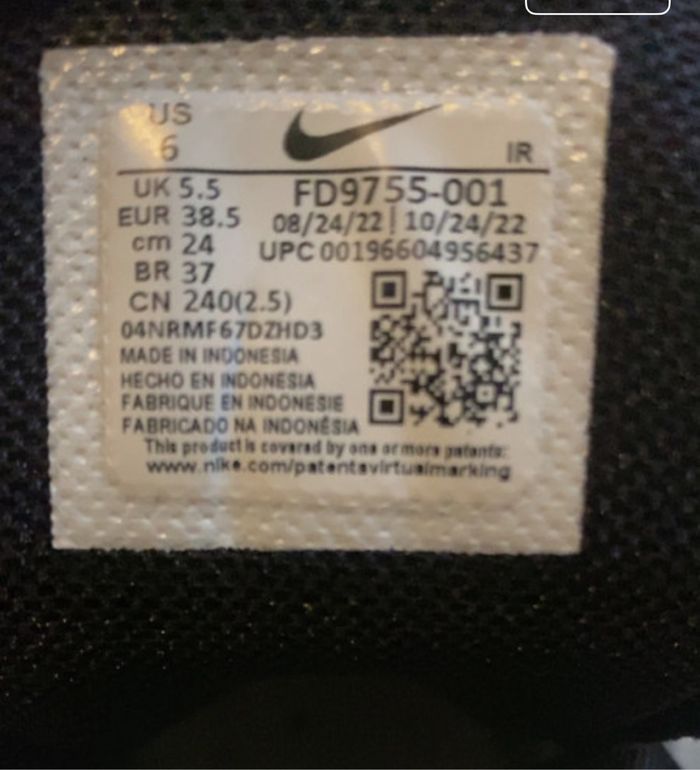 US
6
IR
UK 5.5
FD9755-001
EUR 38.5
08/24/22 | 10/24/22
cm 24
UPC 00196604956437
BR 37
CN 240(2.5)
04NRMF67DZHD3
MADE IN INDONESIA
HECHO EN INDONESIA
FABRIQUE EN INDONESIE
FABRICADO NA INDONÉSIA
This product is covered by one or more patents:
www.nike.com/patentsvirtualmarking